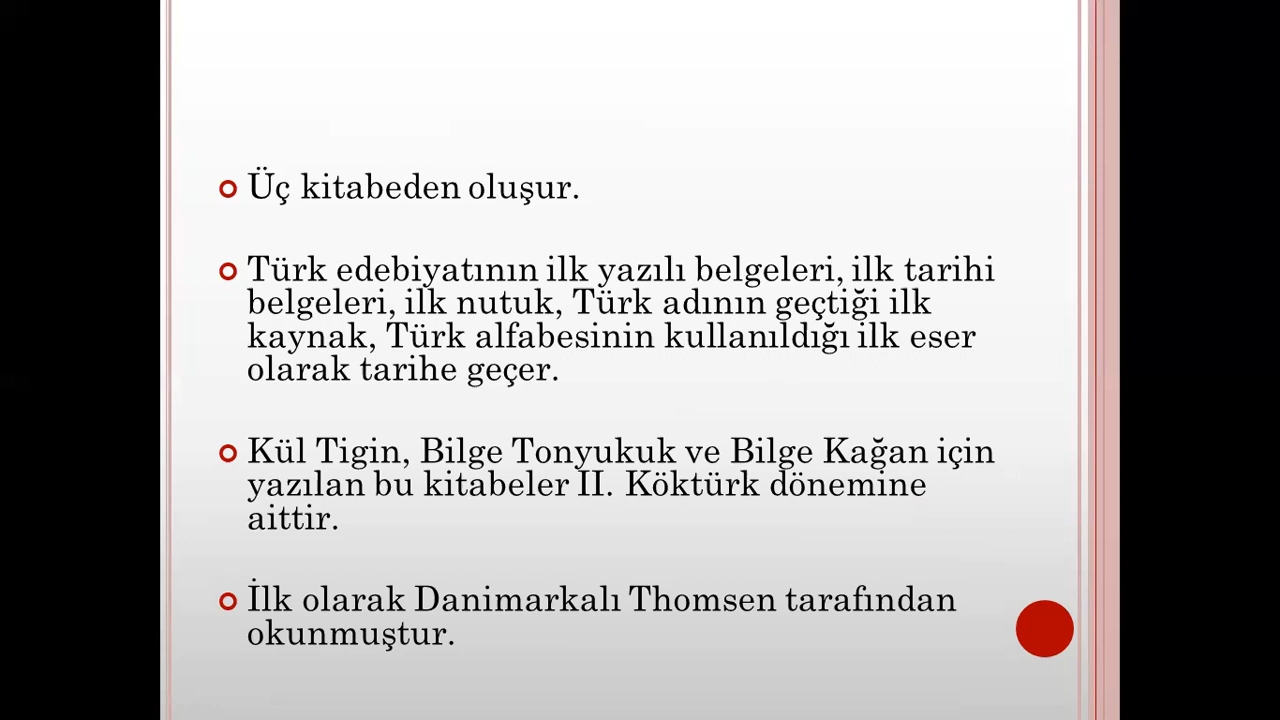 Üç kitabeden oluşur.
Türk edebiyatının ilk yazılı belgeleri, ilk tarihi
belgeleri, ilk nutuk, Türk adının geçtiği ilk
kaynak, Türk alfabesinin kullanıldığı ilk eser
olarak tarihe geçer.
Kül Tigin, Bilge Tonyukuk ve Bilge Kağan için
yazılan bu kitabeler II. Köktürk dönemine
aittir.
İlk olarak Danimarkalı Thomsen tarafından
okunmuştur.